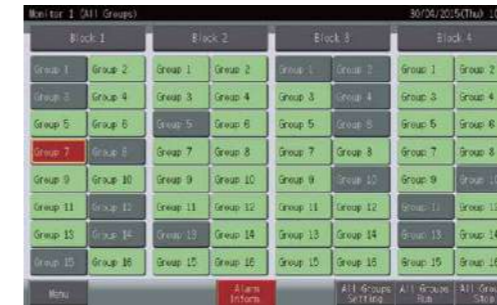 Monitor 1 (All Groups) 30/04/2015(Thu) 10
Block 1 Block 2 Block 3 Block 4
Group 1 Group 2 Group 1 Group 2 Group 1 Group 2 Group 1 Group 2
Group 3 Group 4 Group 3 Group 4 Group 3 Group 4 Group 3 Group 4
Group 5 Group 6 Group 5 Group 6 Group 5 Group 6 Group 5 Group 6
Group 7 Group 8 Group 7 Group 8 Group 7 Group 8 Group 7 Group 8
Group 9 Group 10 Group 9 Group 10 Group 9 Group 10 Group 9 Group 10
Group 11 Group 12 Group 11 Group 12 Group 11 Group 12 Group 11 Group 12
Group 13 Group 14 Group 13 Group 14 Group 13 Group 14 Group 13 Group 14
Group 15 Group 16 Group 15 Group 16 Group 15 Group 16 Group 15 Group 16
Menu Alarm Inform All Groups Setting All Groups Run All Grou Stop